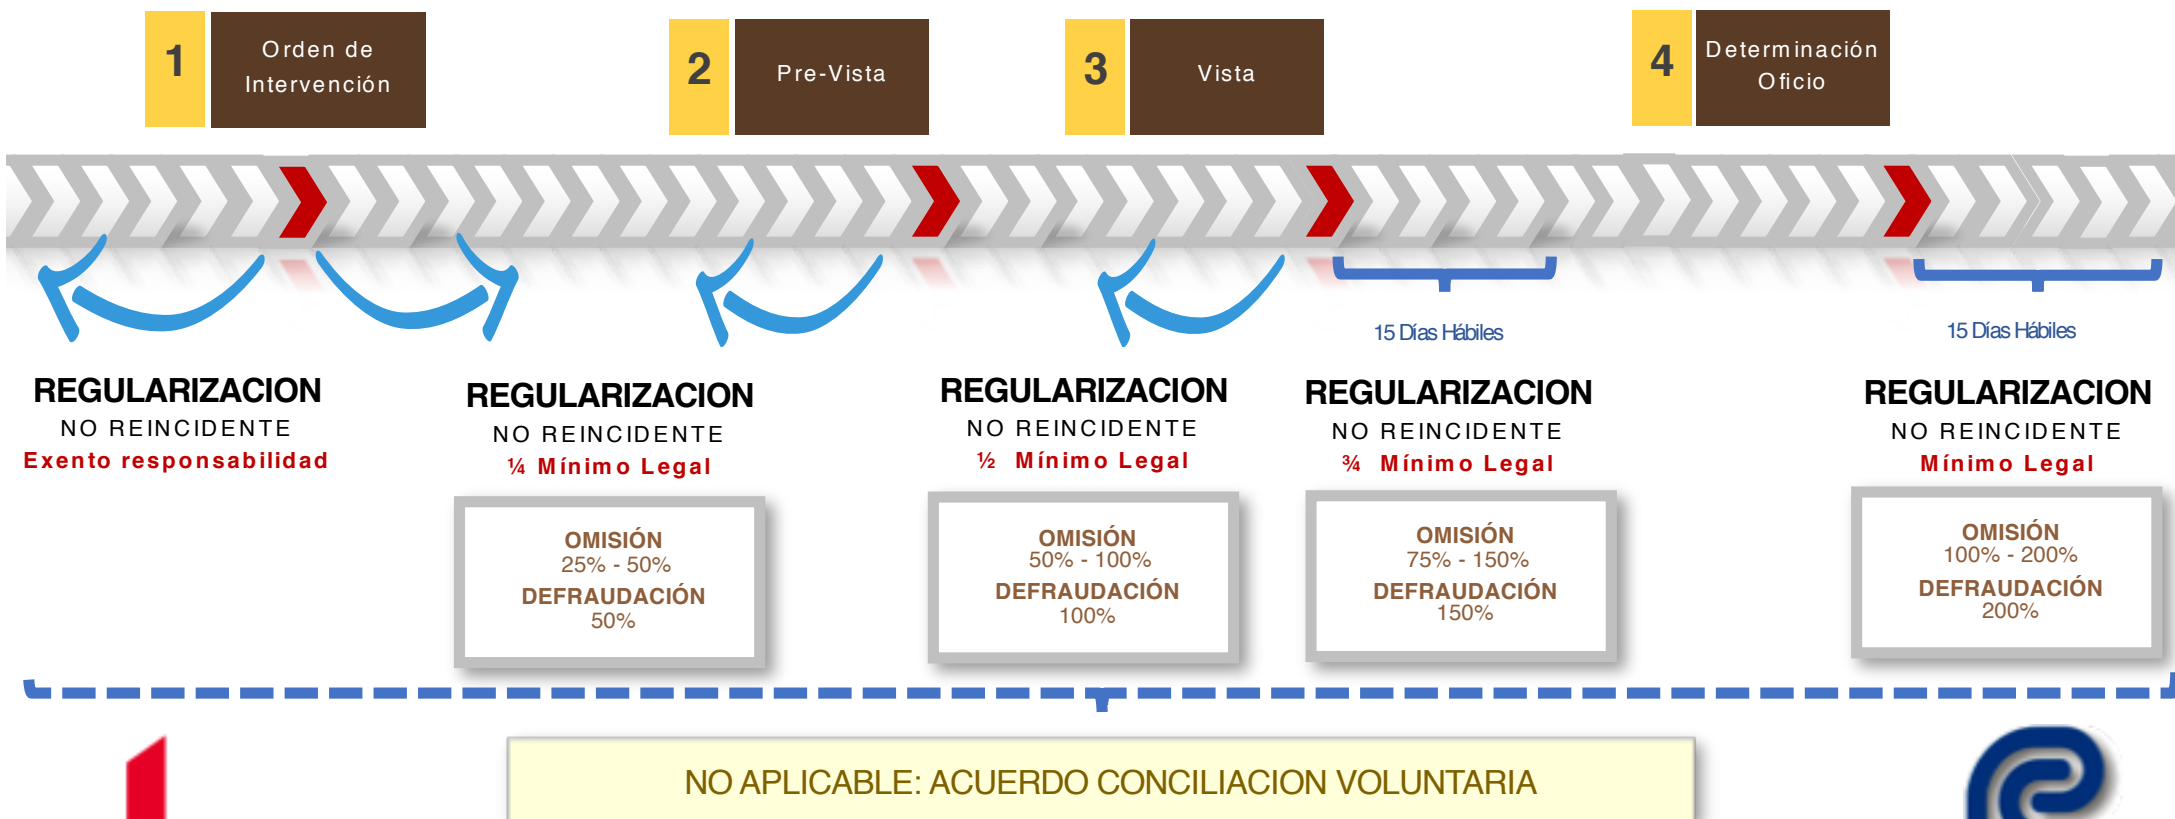 1
Orden de
Intervención
2
Pre-Vista
3
Vista
4
Determinación
Oficio
15 Días Hábiles
15 Días Hábiles
REGULARIZACION
NO REINCIDENTE
Exento responsabilidad
REGULARIZACION
NO REINCIDENTE
¼ Mínimo Legal
OMISIÓN
25% - 50%
DEFRAUDACIÓN
50%
REGULARIZACION
NO REINCIDENTE
½ Mínimo Legal
OMISIÓN
50% - 100%
DEFRAUDACIÓN
100%
REGULARIZACION
NO REINCIDENTE
¾ Mínimo Legal
OMISIÓN
75% - 150%
DEFRAUDACIÓN
150%
REGULARIZACION
NO REINCIDENTE
Mínimo Legal
OMISIÓN
100% - 200%
DEFRAUDACIÓN
200%
NO APLICABLE: ACUERDO CONCILIACION VOLUNTARIA